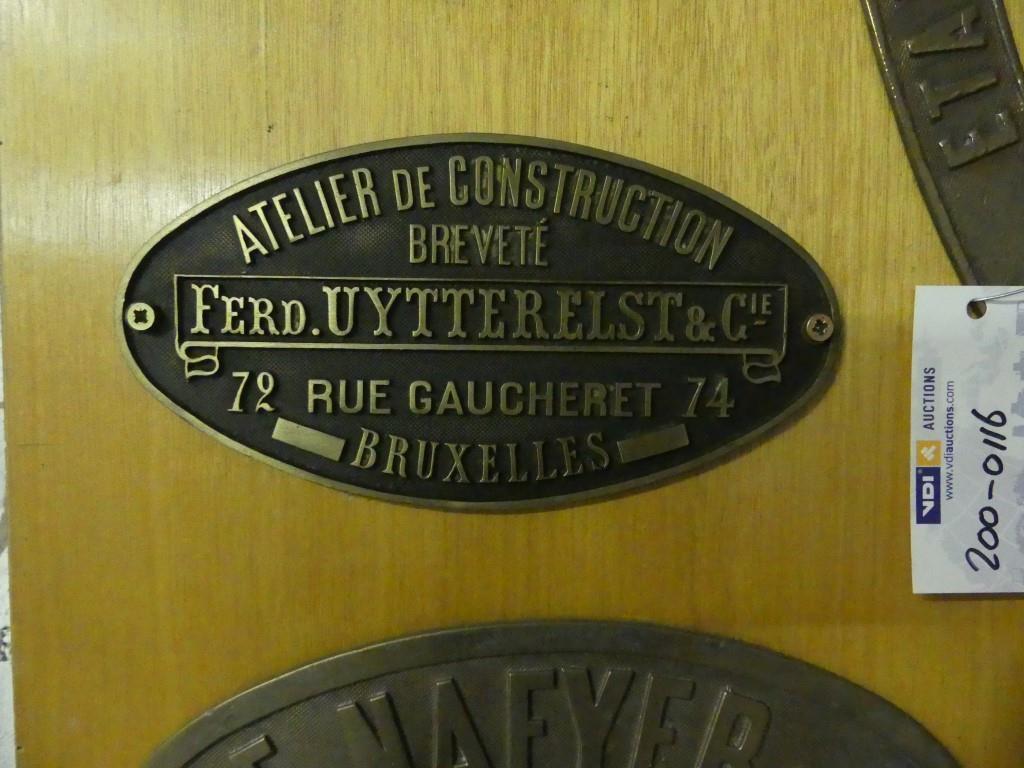 ATELIER DE CONSTRUCTION
BREVETÉ
FERD. UYTTERELST & CIE
72 RUE GAUCHERET 74
BRUXELLES
VDI AUCTIONS
www.vdiauctions.com
200-0116
NAEYER